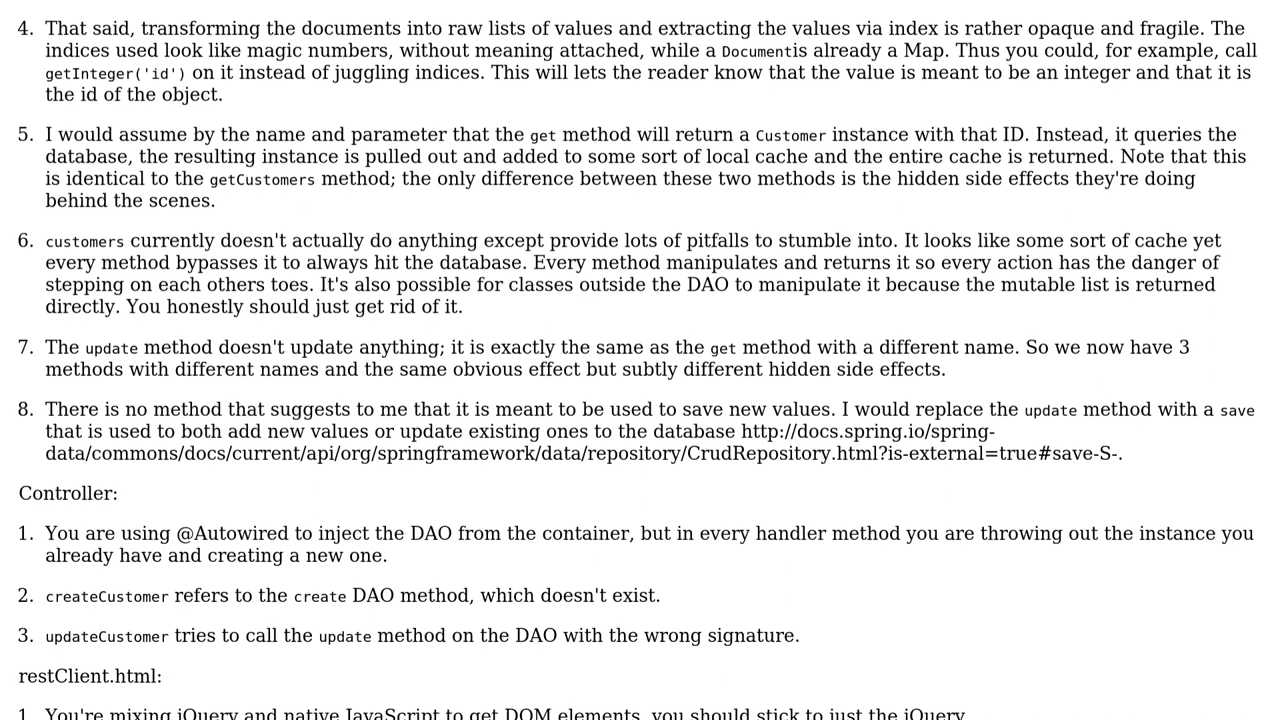 4. That said, transforming the documents into raw lists of values and extracting the values via index is rather opaque and fragile. The
indices used look like magic numbers, without meaning attached, while a Documentis already a Map. Thus you could, for example, call
getInteger('id') on it instead of juggling indices. This will lets the reader know that the value is meant to be an integer and that it is
the id of the object.
5. I would assume by the name and parameter that the get method will return a Customer instance with that ID. Instead, it queries the
database, the resulting instance is pulled out and added to some sort of local cache and the entire cache is returned. Note that this
is identical to the getCustomers method; the only difference between these two methods is the hidden side effects they're doing
behind the scenes.
6. customers currently doesn't actually do anything except provide lots of pitfalls to stumble into. It looks like some sort of cache yet
every method bypasses it to always hit the database. Every method manipulates and returns it so every action has the danger of
stepping on each others toes. It's also possible for classes outside the DAO to manipulate it because the mutable list is returned
directly. You honestly should just get rid of it.
7. The update method doesn't update anything; it is exactly the same as the get method with a different name. So we now have 3
methods with different names and the same obvious effect but subtly different hidden side effects.
8. There is no method that suggests to me that it is meant to be used to save new values. I would replace the update method with a save
that is used to both add new values or update existing ones to the database http://docs.spring.io/spring-
data/commons/docs/current/api/org/springframework/data/repository/CrudRepository.html?is-external=true#save-S-.
Controller:
1. You are using @Autowired to inject the DAO from the container, but in every handler method you are throwing out the instance you
already have and creating a new one.
2. createCustomer refers to the create DAO method, which doesn't exist.
3. updateCustomer tries to call the update method on the DAO with the wrong signature.
restClient.html:
1. You're mixing jQuery and native JavaScript to get DOM elements, you should stick to just the jQuery